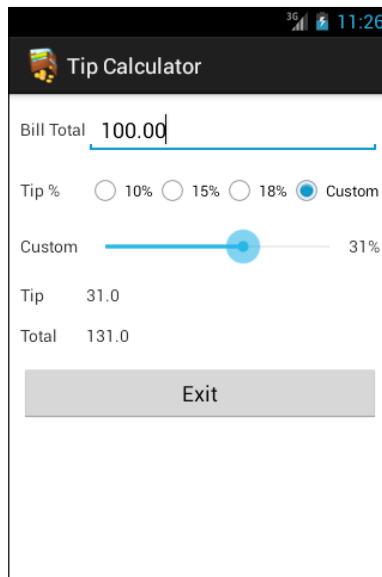 3G 11:26
Tip Calculator
Bill Total 100.00
Tip % 10% 15% 18% Custom
Custom 31%
Tip 31.0
Total 131.0
Exit